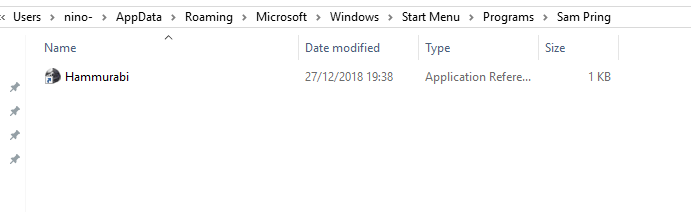 « Users > nino- > AppData > Roaming > Microsoft > Windows > Start Menu > Programs > Sam Pring
Name Date modified Type Size
Hammurabi 27/12/2018 19:38 Application Refere... 1 KB